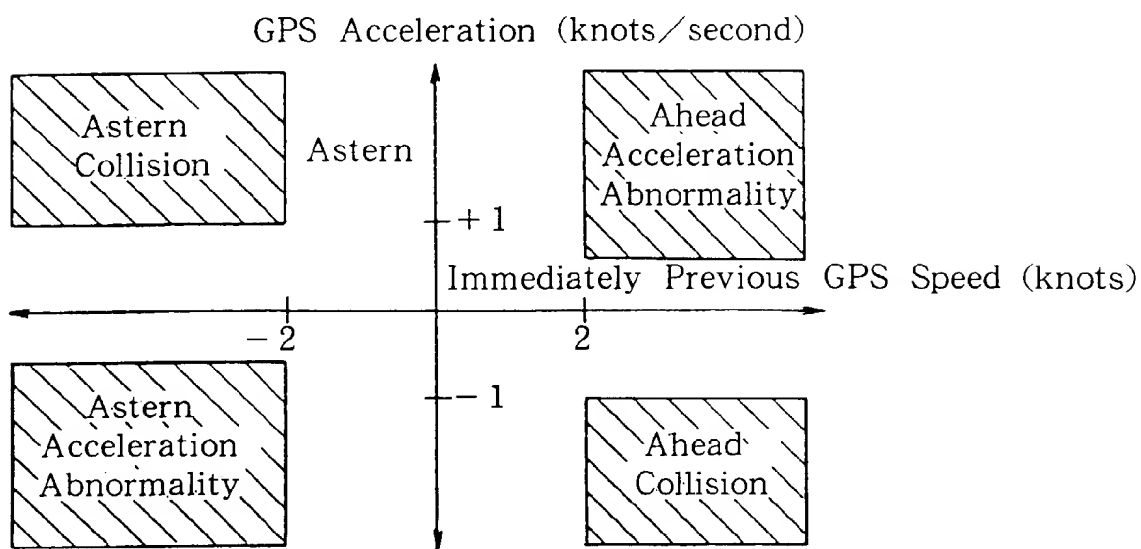 GPS Acceleration (knots/second)
Astern
Collision
Astern
Ahead
Acceleration
Abnormality
+1
Immediately Previous GPS Speed (knots)
-2
2
-1
Astern
Acceleration
Abnormality
Ahead
Collision